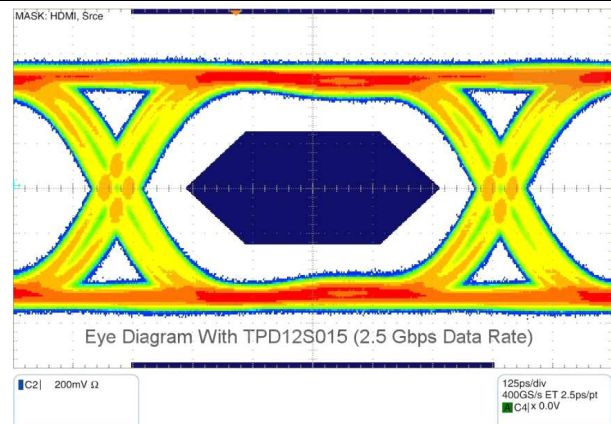 MASK: HDMI, Srce
Eye Diagram With TPD12S015 (2.5 Gbps Data Rate)
C2| 200mV Ω
125ps/div
400GS/s ET 2.5ps/pt
A C4| x 0.0V